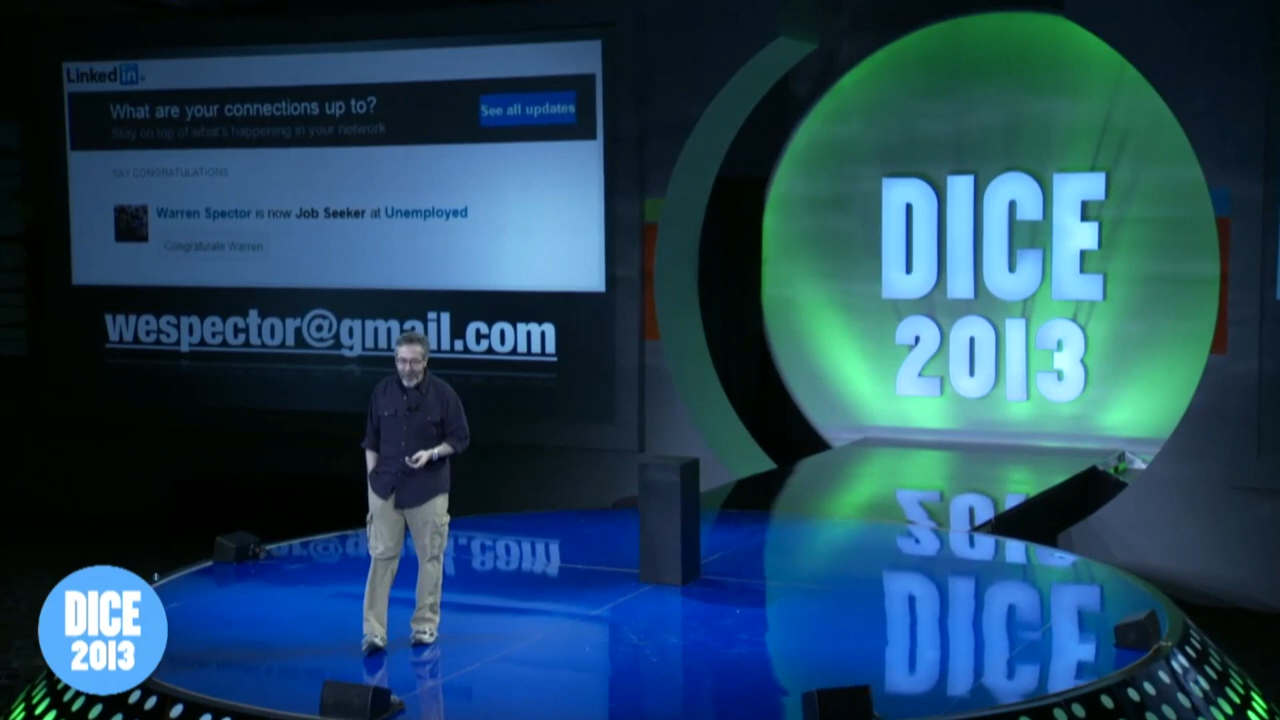 LinkedIn
What are your connections up to?
Stay on top of what's happening in your network
See all updates
SAY CONGRATULATIONS
Warren Spector is now Job Seeker at Unemployed
Congratulate Warren
wespector@gmail.com
DICE
2013
DICE
2013